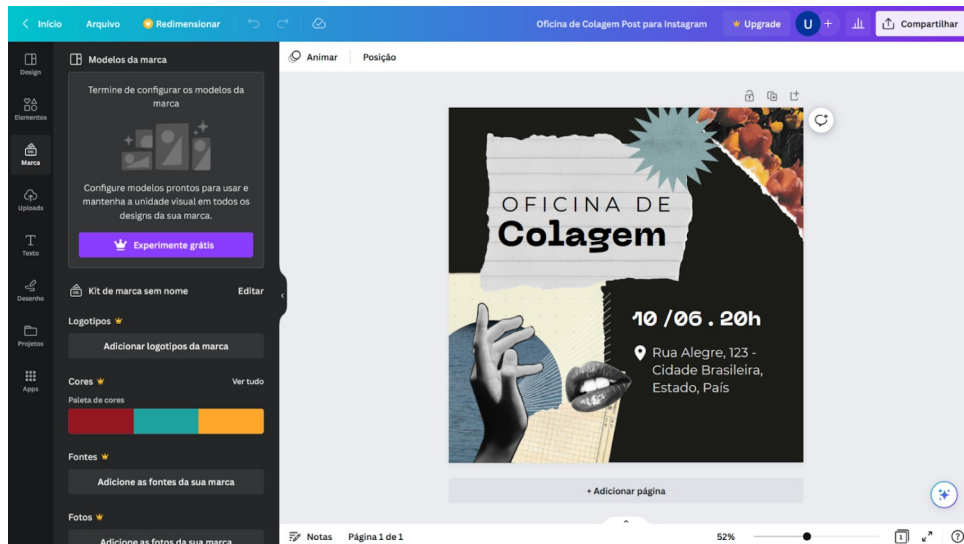 Início
Arquivo
Redimensionar
Oficina de Colagem Post para Instagram
Upgrade
U
+
Compartilhar
Design
Elementos
Marca
Uploads
Texto
Desenho
Projetos
Apps
Modelos da marca
Termine de configurar os modelos da
marca
Configure modelos prontos para usar e
mantenha a unidade visual em todos os
designs da sua marca.
Experimente grátis
Kit de marca sem nome
Editar
Logotipos
Adicionar logotipos da marca
Cores
Ver tudo
Paleta de cores
Fontes
Adicione as fontes da sua marca
Fotos
Adicione as fotos da sua marca
Animar
Posição
OFICINA DE
Colagem
10 /06 . 20h
Rua Alegre, 123 -
Cidade Brasileira,
Estado, País
+ Adicionar página
Notas
Página 1 de 1
52%
1
?